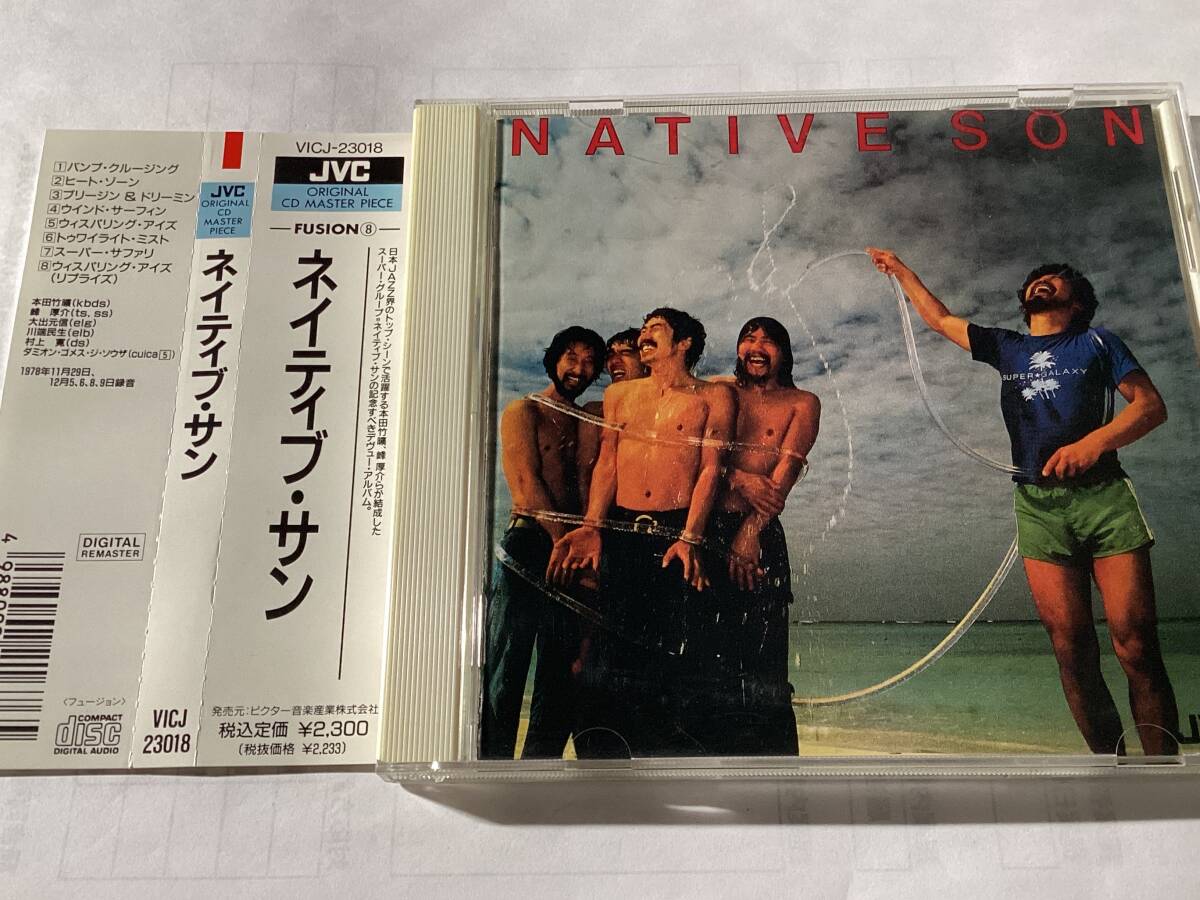 1 バンプ・クルージング
2 ヒート・ゾーン
3 ブリージン & ドリーミン
4 ウインド・サーフィン
5 ウィスパリング・アイズ
6 トゥワイライト・ミスト
7 スーパー・サファリ
8 ウィスパリング・アイズ
(リプライズ)
本田竹曠(kbds)
峰 厚介(ts, ss)
大出元信(elg)
川端民生(elb)
村上 寛(ds)
ダミオン・ゴメス・ジ・ソウザ(cuica 5)
1978年11月29日、
12月5.6.8.9日録音
DIGITAL
REMASTER
〈フュージョン〉
COMPACT
disc
DIGITAL AUDIO
JVC
ORIGINAL
CD
MASTER
PIECE
ネイティブ・サン
VICJ
23018
VICJ-23018
JVC
ORIGINAL
CD MASTER PIECE
FUSION⑧
ネイティブ・サン
日本JAZZ界のトップ・シーンで活躍する本田竹曠、峰 厚介らが結成した
スーパー・グループ“ネイティブ・サン”の記念すべきデヴュー・アルバム。
発売元:ビクター音楽産業株式会社
税込定価 ¥2,300
(税抜価格 ¥2,233)
NATIVE SON
SUPER★GALAXY